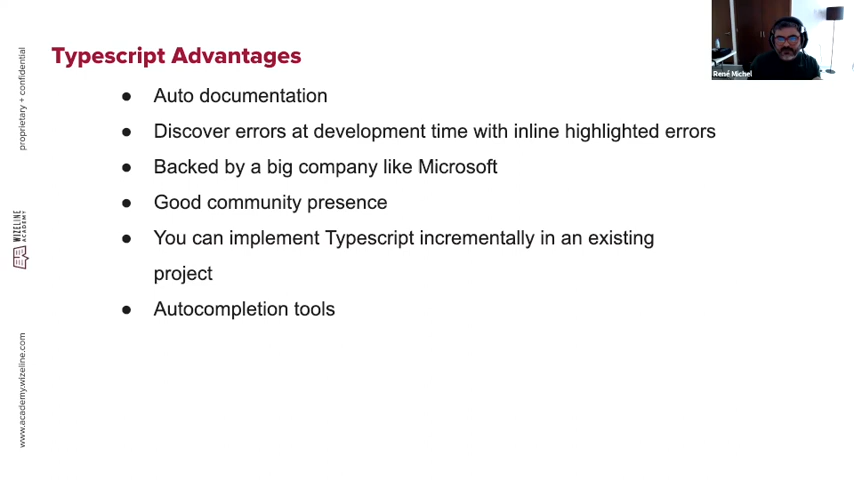 Typescript Advantages
● Auto documentation
● Discover errors at development time with inline highlighted errors
● Backed by a big company like Microsoft
● Good community presence
● You can implement Typescript incrementally in an existing
project
● Autocompletion tools
René Michel
proprietary + confidential
WIZELINE
ACADEMY
www.academy.wizeline.com